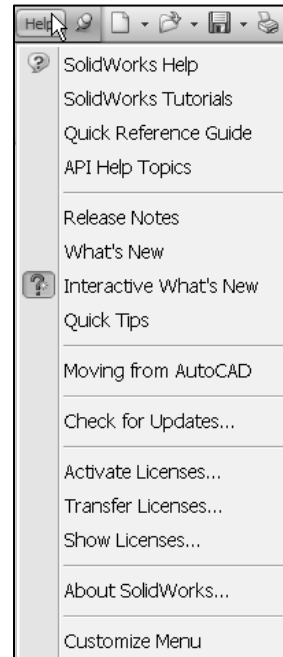 Help
SolidWorks Help
SolidWorks Tutorials
Quick Reference Guide
API Help Topics
Release Notes
What's New
Interactive What's New
Quick Tips
Moving from AutoCAD
Check for Updates...
Activate Licenses...
Transfer Licenses...
Show Licenses...
About SolidWorks...
Customize Menu